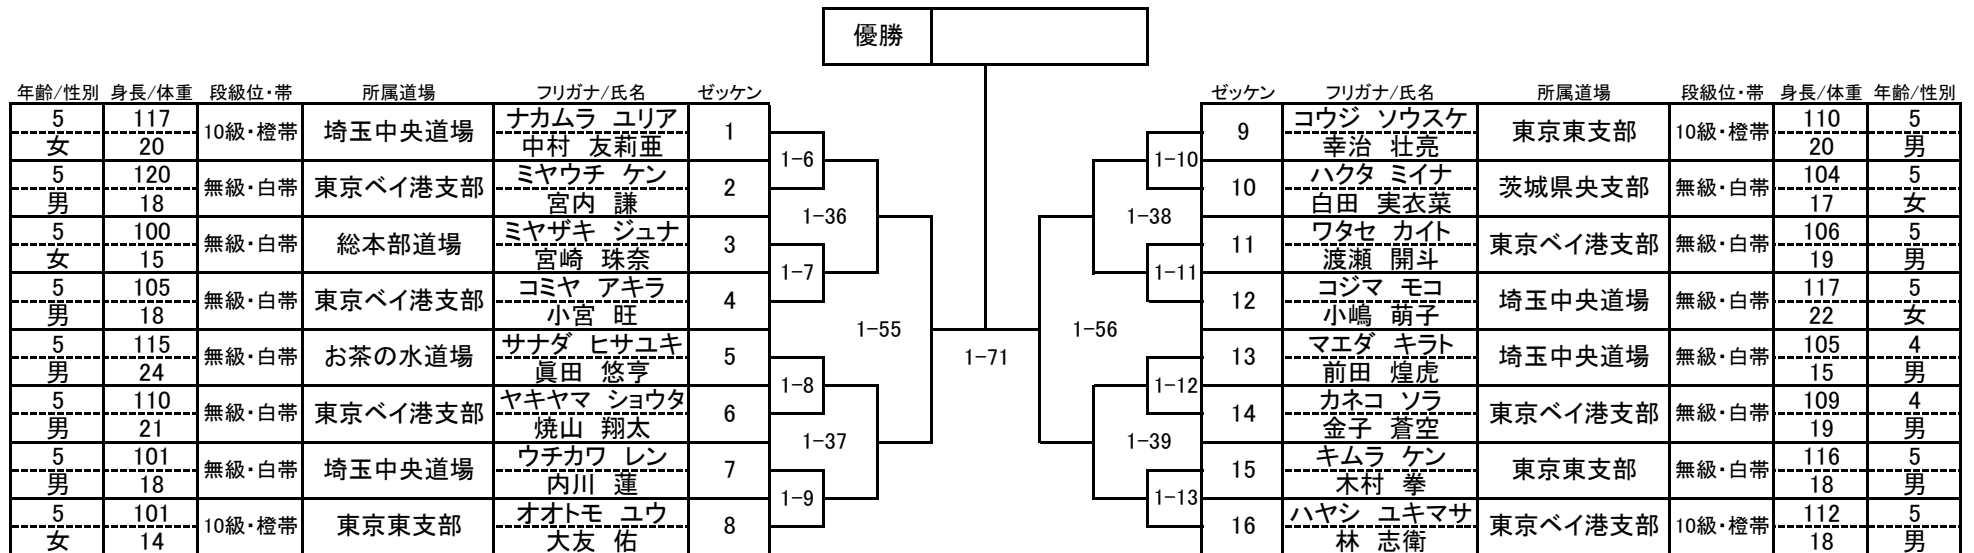 優勝
年齢/性別 身長/体重 段級位・帯 所属道場 フリガナ/氏名 ゼッケン
5 117 10級・橙帯 埼玉中央道場 ナカムラ ユリア 1
女 20 中村 友莉亜
1-6
5 120 無級・白帯 東京ベイ港支部 ミヤウチ ケン 2
男 18 宮内 謙
1-36
5 100 無級・白帯 総本部道場 ミヤザキ ジュナ 3
女 15 宮崎 珠奈
1-7
5 105 無級・白帯 東京ベイ港支部 コミヤ アキラ 4
男 18 小宮 旺
1-55
5 115 無級・白帯 お茶の水道場 サナダ ヒサユキ 5
男 24 眞田 悠亨
1-8
5 110 無級・白帯 東京ベイ港支部 ヤキヤマ ショウタ 6
男 21 焼山 翔太
1-37
5 101 無級・白帯 埼玉中央道場 ウチカワ レン 7
男 18 内川 蓮
1-9
5 101 10級・橙帯 東京東支部 オオトモ ユウ 8
女 14 大友 佑
1-71
ゼッケン フリガナ/氏名 所属道場 段級位・帯 身長/体重 年齢/性別
9 コウジ ソウスケ 東京東支部 10級・橙帯 110 5
幸治 壮亮 20 男
1-10
10 ハクタ ミイナ 茨城県央支部 無級・白帯 104 5
白田 実衣菜 17 女
1-38
11 ワタセ カイト 東京ベイ港支部 無級・白帯 106 5
渡瀬 開斗 19 男
1-11
12 コジマ モコ 埼玉中央道場 無級・白帯 117 5
小嶋 萌子 22 女
1-56
13 マエダ キラト 埼玉中央道場 無級・白帯 105 4
前田 煌虎 15 男
1-12
14 カネコ ソラ 東京ベイ港支部 無級・白帯 109 4
金子 蒼空 19 男
1-39
15 キムラ ケン 東京東支部 無級・白帯 116 5
木村 拳 18 男
1-13
16 ハヤシ ユキマサ 東京ベイ港支部 10級・橙帯 112 5
林 志衛 18 男